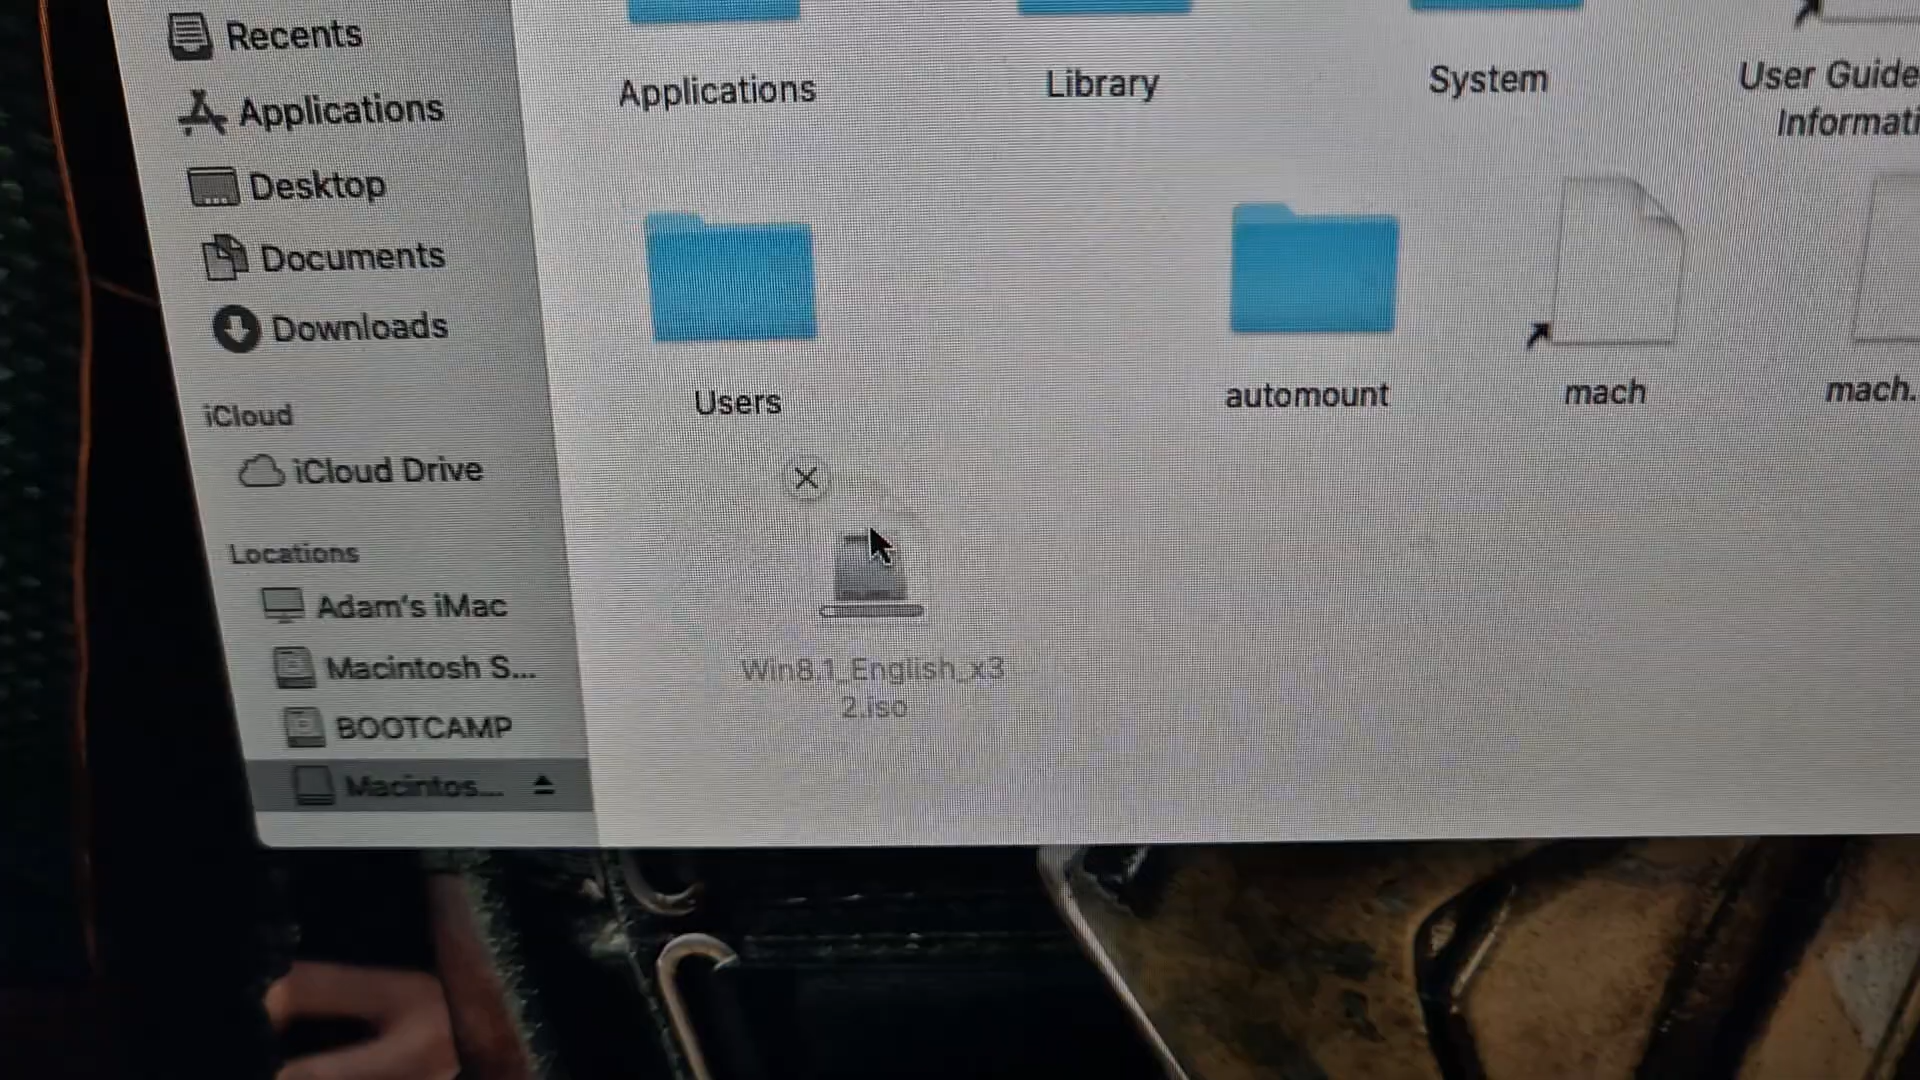 Recents
Applications
Desktop
Documents
Downloads
iCloud
iCloud Drive
Locations
Adam's iMac
Macintosh S...
BOOTCAMP
Macintos...
Applications
Library
System
User Guide
Informati
Users
automount
mach
mach.
Win8.1_English_x3
2.iso